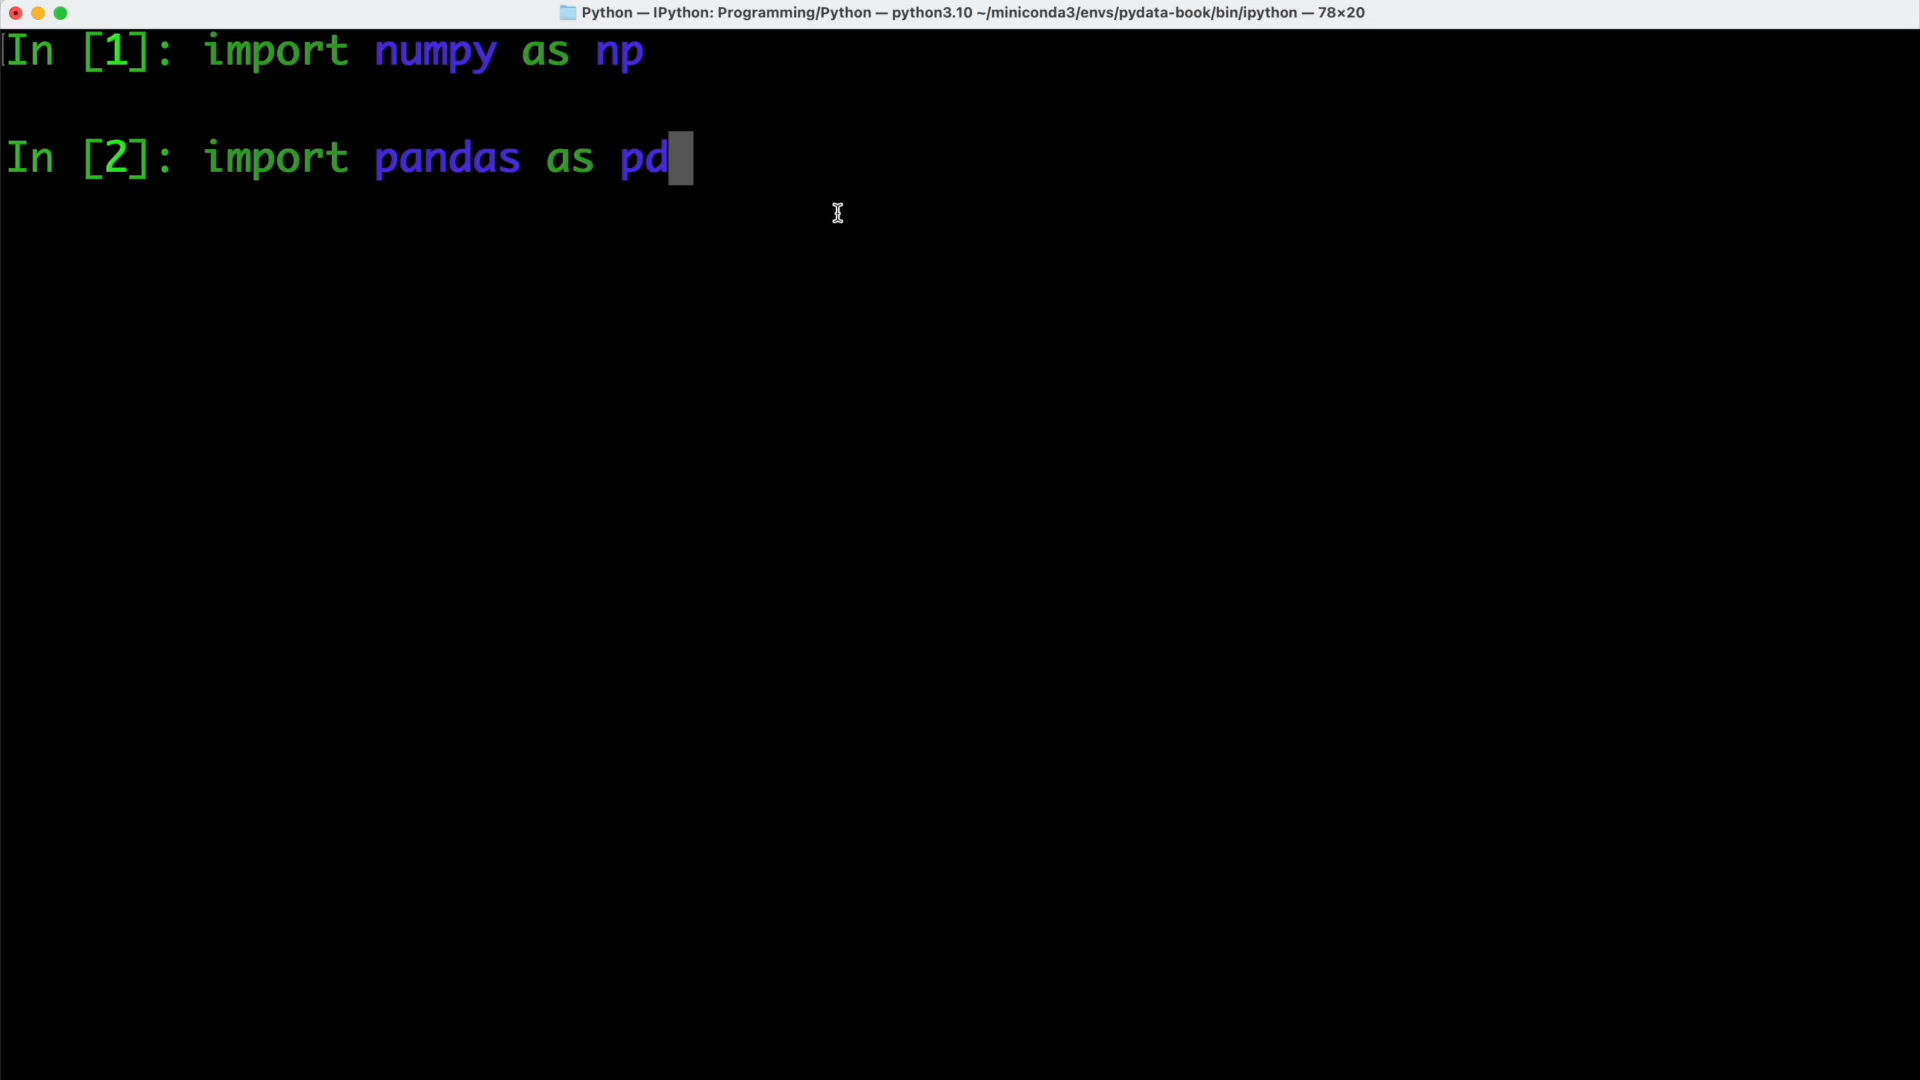 Python — IPython: Programming/Python — python3.10 ~/miniconda3/envs/pydata-book/bin/ipython — 78×20
In [1]: import numpy as np
In [2]: import pandas as pd